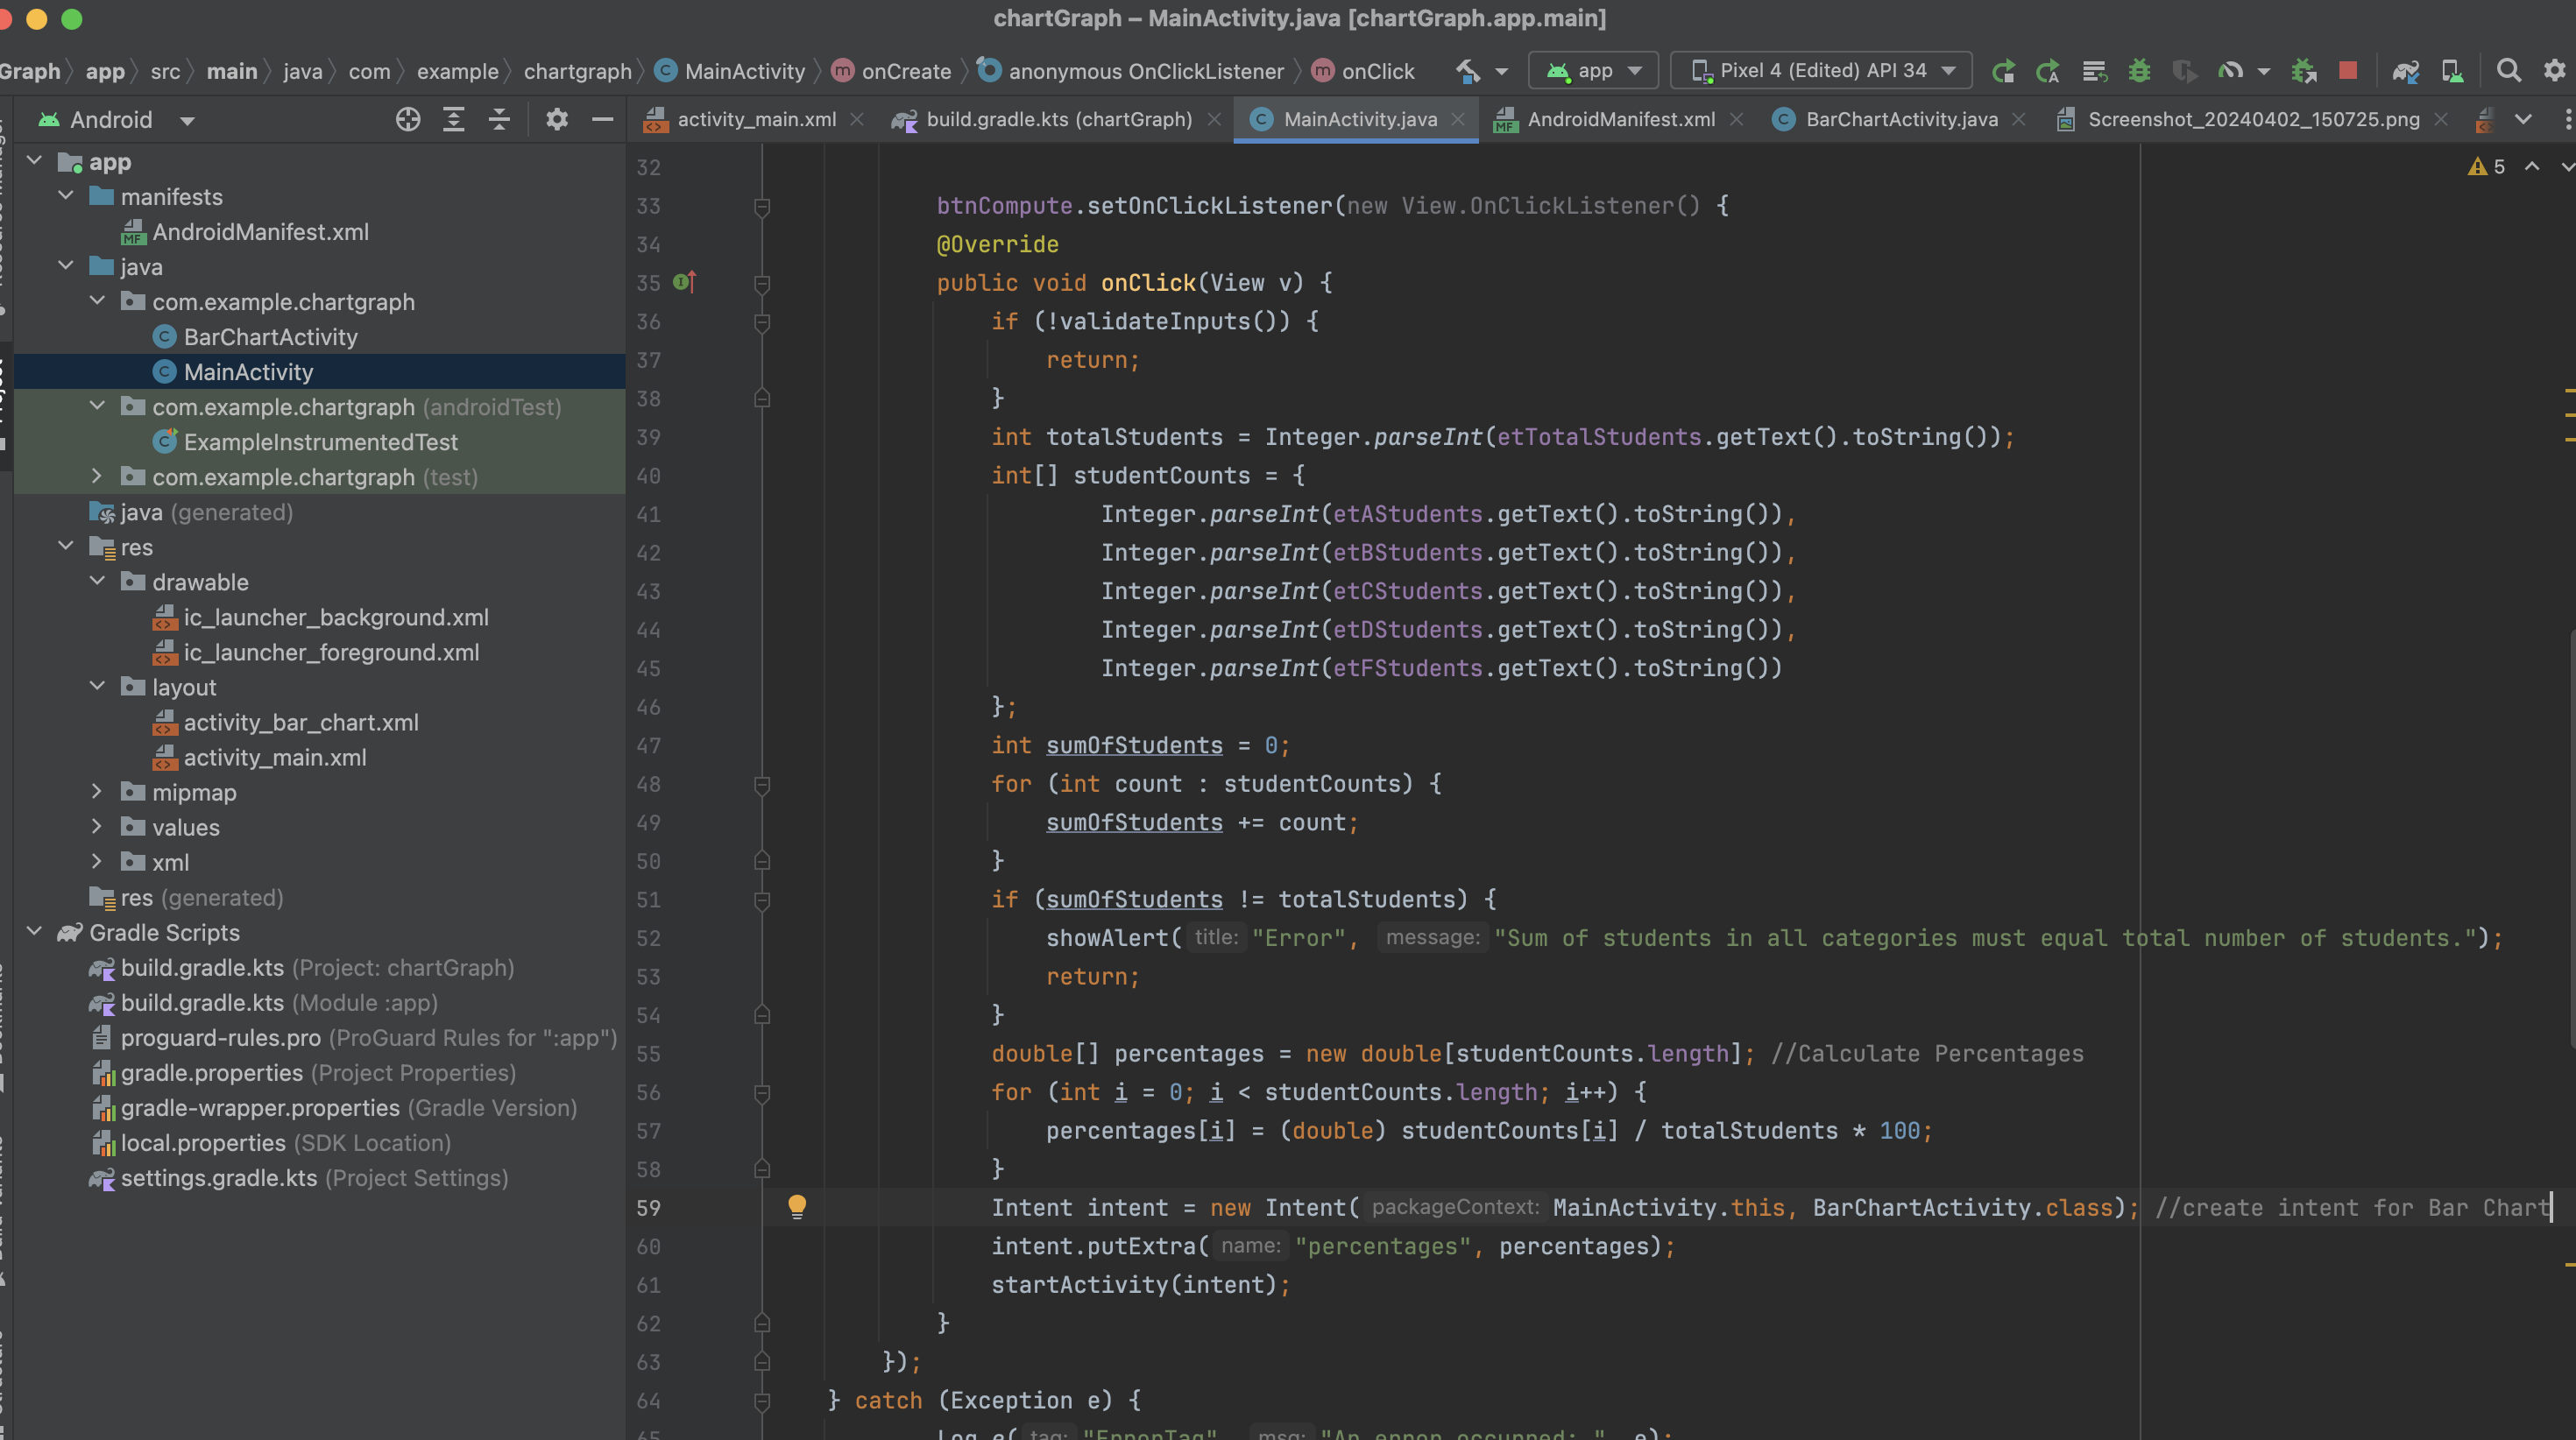 chartGraph – MainActivity.java [chartGraph.app.main]
Graph app src main java com example chartgraph MainActivity onCreate anonymous OnClickListener onClick app Pixel 4 (Edited) API 34
Android
activity_main.xml build.gradle.kts (chartGraph) MainActivity.java AndroidManifest.xml BarChartActivity.java Screenshot_20240402_150725.png
app
manifests
AndroidManifest.xml
java
com.example.chartgraph
BarChartActivity
MainActivity
com.example.chartgraph (androidTest)
ExampleInstrumentedTest
com.example.chartgraph (test)
java (generated)
res
drawable
ic_launcher_background.xml
ic_launcher_foreground.xml
layout
activity_bar_chart.xml
activity_main.xml
mipmap
values
xml
res (generated)
Gradle Scripts
build.gradle.kts (Project: chartGraph)
build.gradle.kts (Module :app)
proguard-rules.pro (ProGuard Rules for ":app")
gradle.properties (Project Properties)
gradle-wrapper.properties (Gradle Version)
local.properties (SDK Location)
settings.gradle.kts (Project Settings)
5
32
33 btnCompute.setOnClickListener(new View.OnClickListener() {
34 @Override
35 public void onClick(View v) {
36 if (!validateInputs()) {
37 return;
38 }
39 int totalStudents = Integer.parseInt(etTotalStudents.getText().toString());
40 int[] studentCounts = {
41 Integer.parseInt(etAStudents.getText().toString()),
42 Integer.parseInt(etBStudents.getText().toString()),
43 Integer.parseInt(etCStudents.getText().toString()),
44 Integer.parseInt(etDStudents.getText().toString()),
45 Integer.parseInt(etFStudents.getText().toString())
46 };
47 int sumOfStudents = 0;
48 for (int count : studentCounts) {
49 sumOfStudents += count;
50 }
51 if (sumOfStudents != totalStudents) {
52 showAlert( title: "Error", message: "Sum of students in all categories must equal total number of students.");
53 return;
54 }
55 double[] percentages = new double[studentCounts.length]; //Calculate Percentages
56 for (int i = 0; i < studentCounts.length; i++) {
57 percentages[i] = (double) studentCounts[i] / totalStudents * 100;
58 }
59 Intent intent = new Intent( packageContext: MainActivity.this, BarChartActivity.class); //create intent for Bar Chart
60 intent.putExtra( name: "percentages", percentages);
61 startActivity(intent);
62 }
63 });
64 } catch (Exception e) {
65 Log.e( tag: "ErrorTag", msg: "An error occurred: ", e);